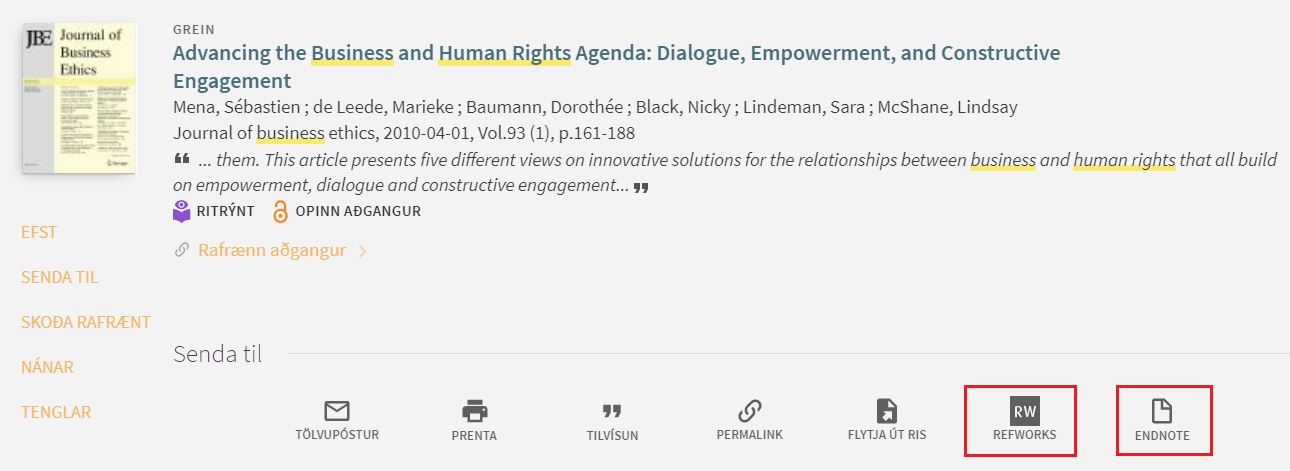 JBE Journal of
Business
Ethics
GREIN
Advancing the Business and Human Rights Agenda: Dialogue, Empowerment, and Constructive
Engagement
Mena, Sébastien ; de Leede, Marieke ; Baumann, Dorothée ; Black, Nicky ; Lindeman, Sara ; McShane, Lindsay
Journal of business ethics, 2010-04-01, Vol.93 (1), p.161-188
❝ ... them. This article presents five different views on innovative solutions for the relationships between business and human rights that all build
on empowerment, dialogue and constructive engagement... ❞
RITRÝNT OPINN AÐGANGUR
Rafrænn aðgangur
EFST
SENDA TIL
SKOÐA RAFRÆNT
NÁNAR
TENGLAR
Senda til
TÖLVUPÓSTUR
PRENTA
TILVÍSUN
PERMALINK
FLYTJA ÚT RIS
RW
REFWORKS
ENDNOTE